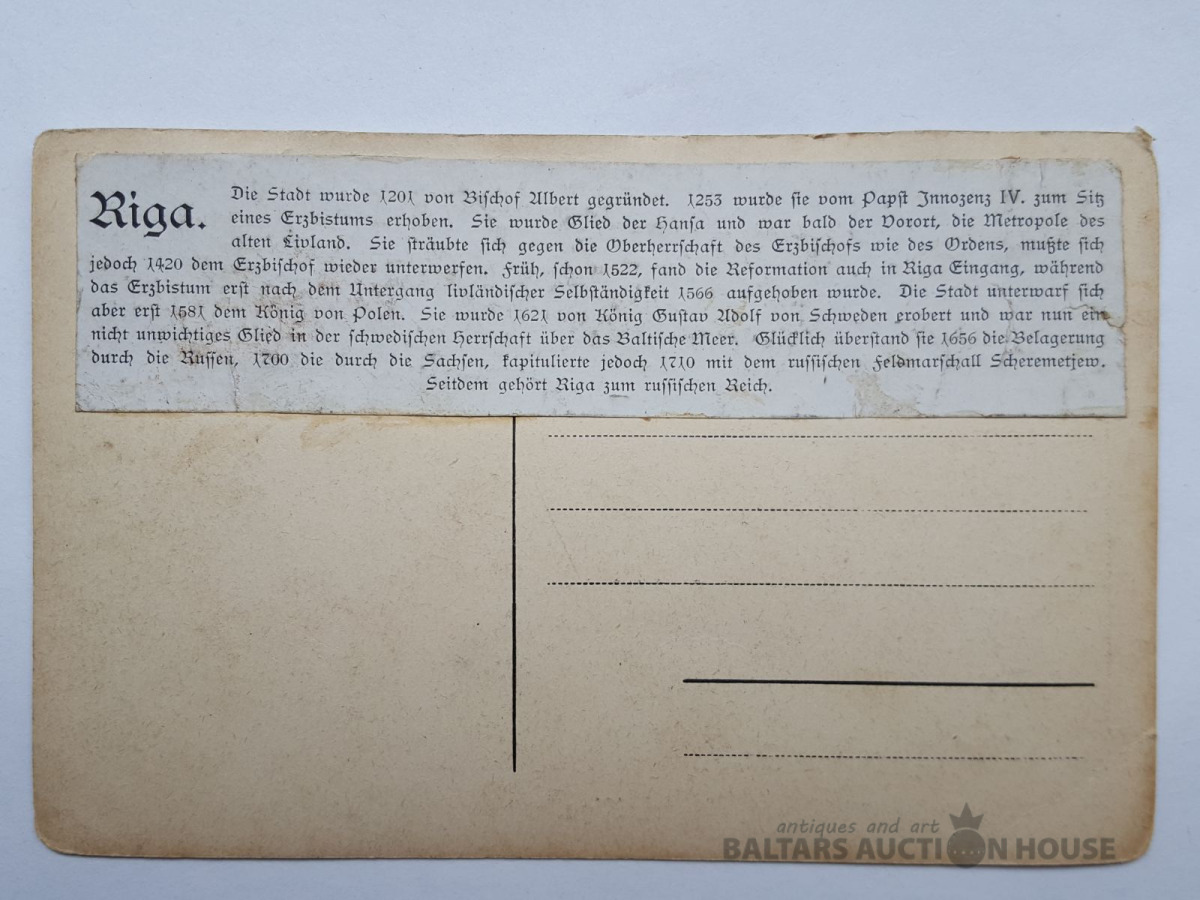 Riga. Die Stadt wurde 1201 von Bischof Albert gegründet. 1253 wurde sie vom Papst Innozenz IV. zum Sitz
eines Erzbistums erhoben. Sie wurde Glied der Hansa und war bald der Vorort, die Metropole des
alten Livland. Sie sträubte sich gegen die Oberherrschaft des Erzbischofs wie des Ordens, mußte sich
jedoch 1420 dem Erzbischof wieder unterwerfen. Früh, schon 1522, fand die Reformation auch in Riga Eingang, während
das Erzbistum erst nach dem Untergang livländischer Selbständigkeit 1566 aufgehoben wurde. Die Stadt unterwarf sich
aber erst 1581 dem König von Polen. Sie wurde 1621 von König Gustav Adolf von Schweden erobert und war nun ein
nicht unwichtiges Glied in der schwedischen Herrschaft über das Baltische Meer. Glücklich überstand sie 1656 die Belagerung
durch die Russen, 1700 die durch die Sachsen, kapitulierte jedoch 1710 mit dem russischen Feldmarschall Scheremetjew.
Seitdem gehört Riga zum russischen Reich.
antiques and art
BALTARS AUCTION HOUSE